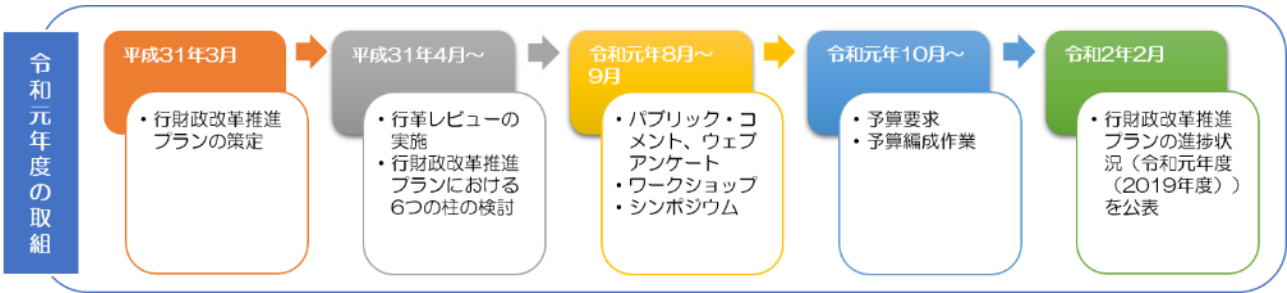 令和元年度の取組
平成31年3月
・行財政改革推進
プランの策定
平成31年4月～
・行革レビューの
実施
・行財政改革推進
プランにおける
6つの柱の検討
令和元年8月～
9月
・パブリック・コ
メント、ウェブ
アンケート
・ワークショップ
・シンポジウム
令和元年10月～
・予算要求
・予算編成作業
令和2年2月
・行財政改革推進
プランの進捗状
況（令和元年度
（2019年度））
を公表